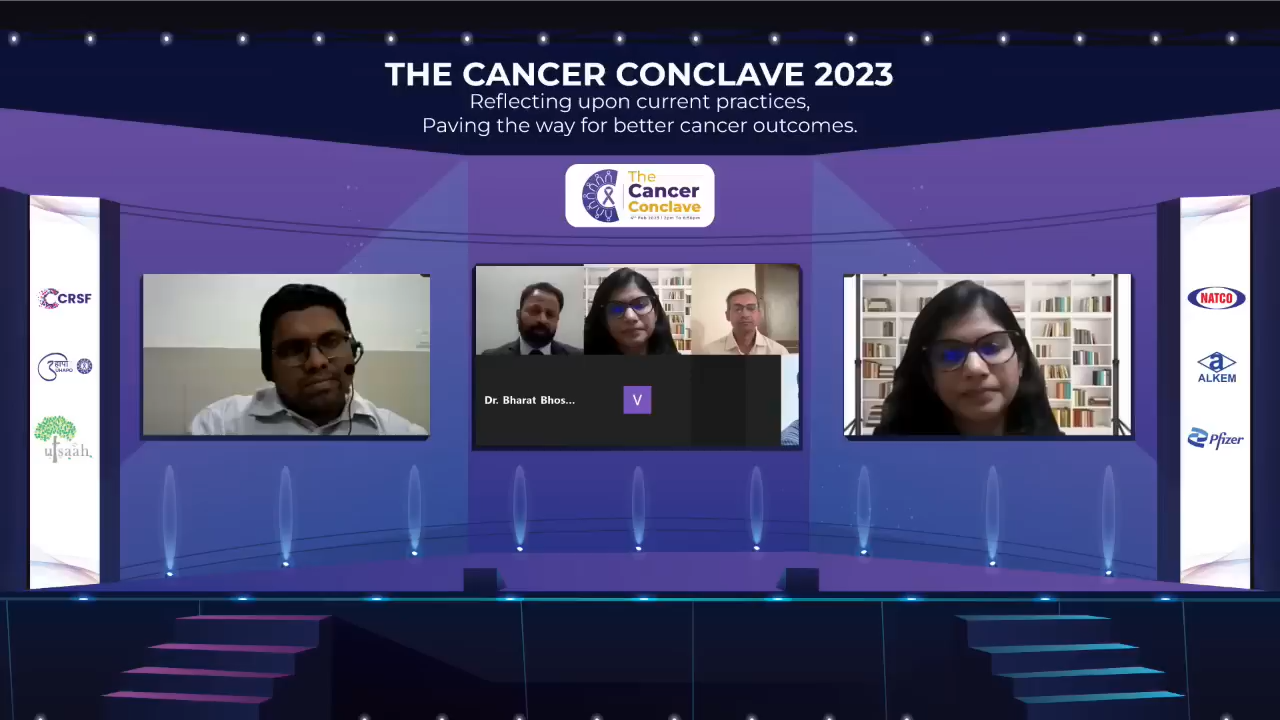 THE CANCER CONCLAVE 2023
Reflecting upon current practices,
Paving the way for better cancer outcomes.
The
Cancer
Conclave
CRSF
utsaah
Dr. Bharat Bhos...
V
NATCO
a
ALKEM
Pfizer